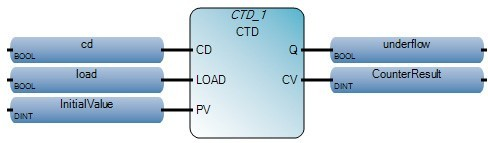 CTD_1
CTD
cd
BOOL
CD
Q
underflow
BOOL
load
BOOL
LOAD
CV
CounterResult
DINT
InitialValue
DINT
PV